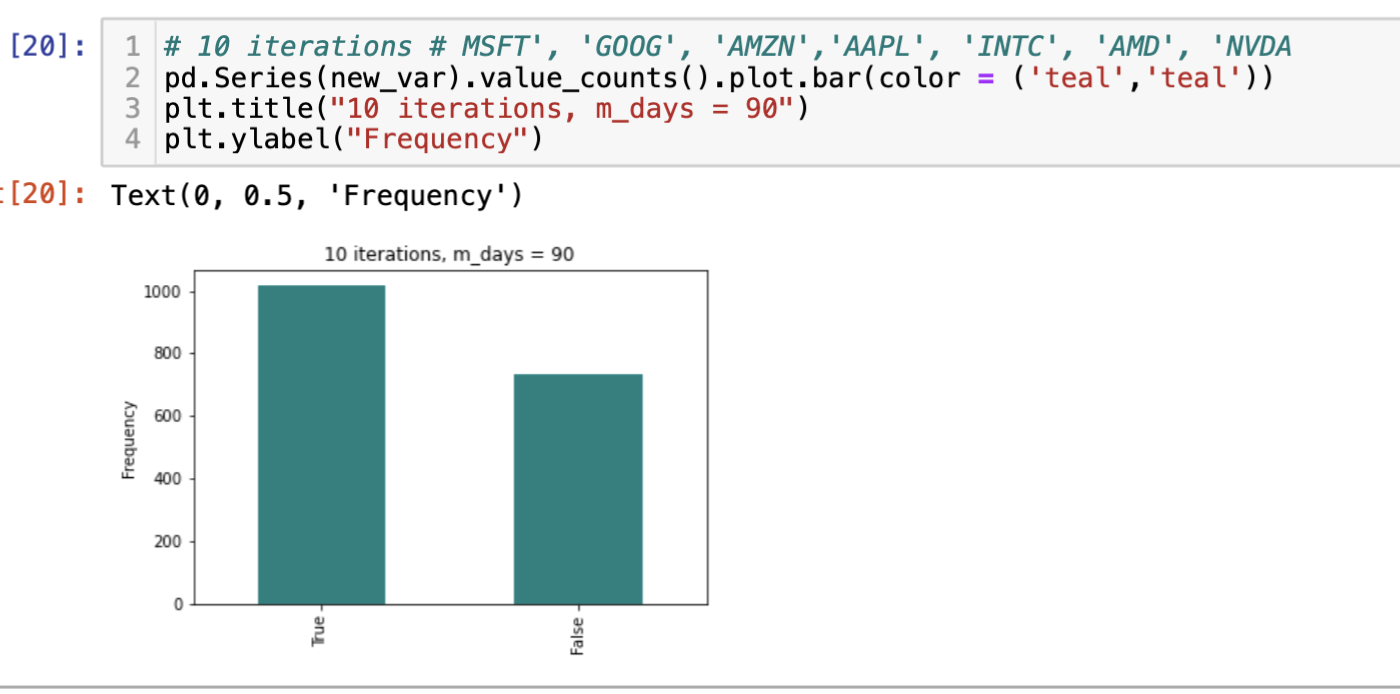 [20]:
1 # 10 iterations # MSFT', 'GOOG', 'AMZN','AAPL', 'INTC', 'AMD', 'NVDA
2 pd.Series(new_var).value_counts().plot.bar(color = ('teal','teal'))
3 plt.title("10 iterations, m_days = 90")
4 plt.ylabel("Frequency")
t[20]: Text(0, 0.5, 'Frequency')
10 iterations, m_days = 90
1000
800
600
400
200
0
Frequency
True
False